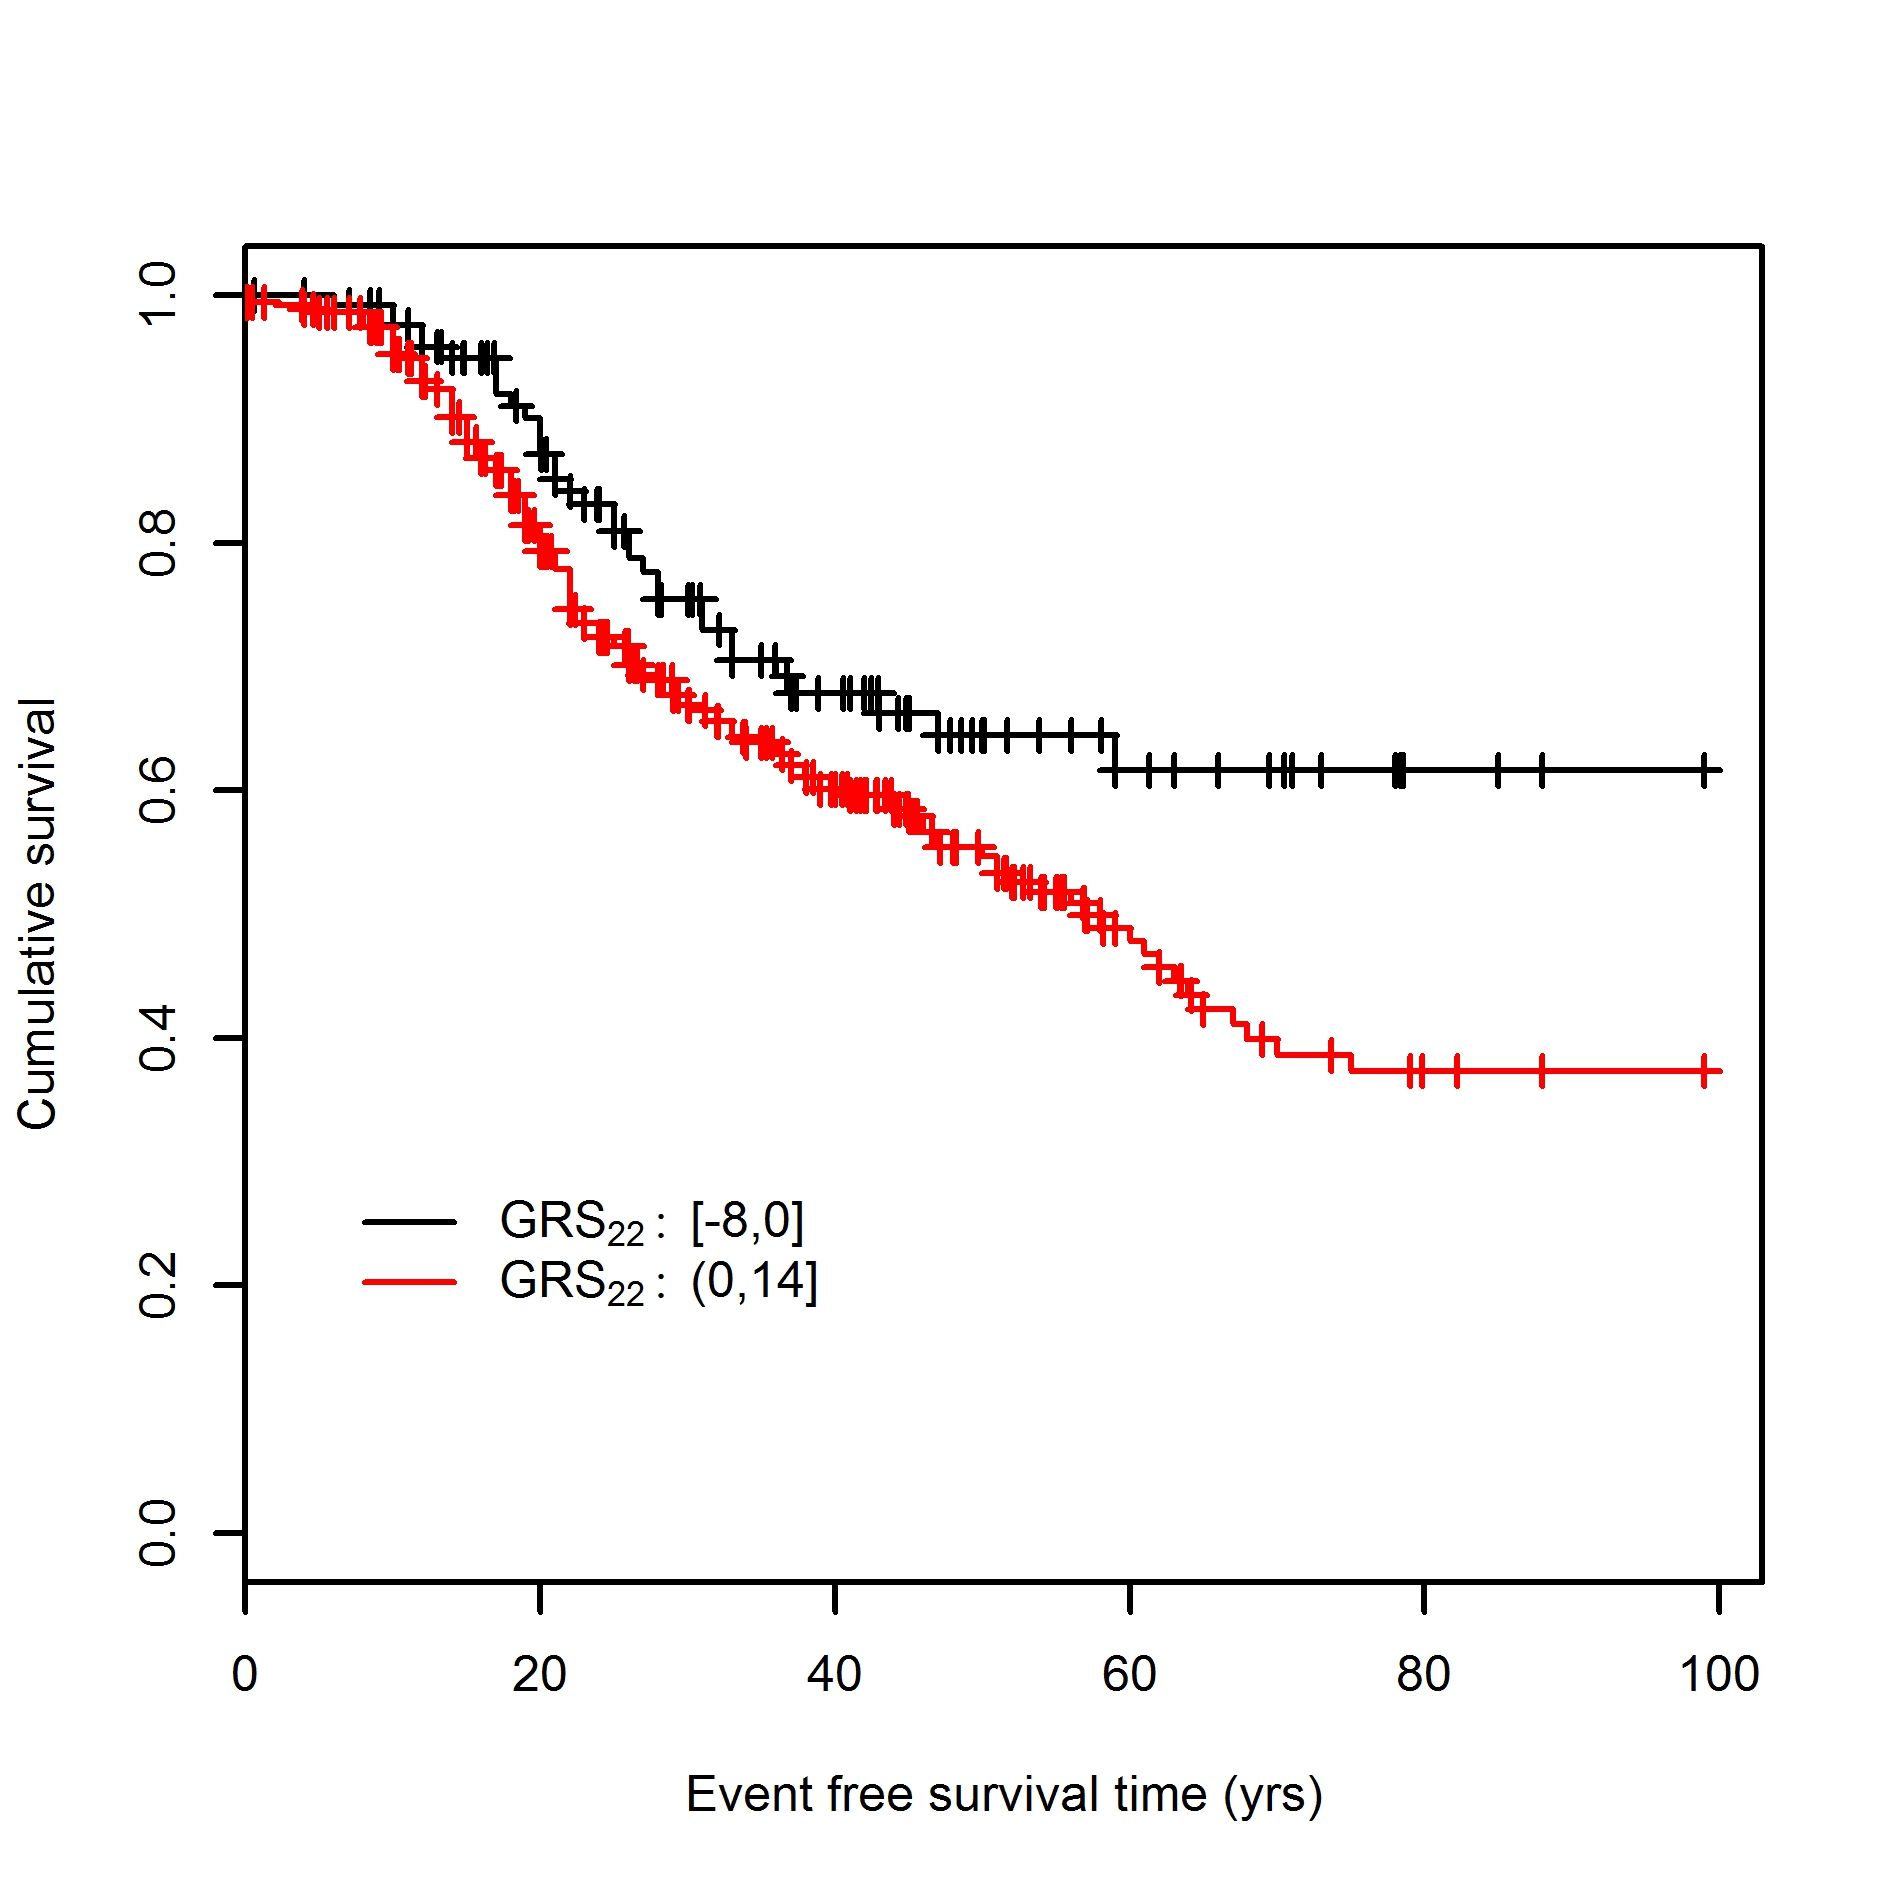 Cumulative survival
1.0
0.8
0.6
0.4
0.2
0.0
GRS₂₂ : [-8,0]
GRS₂₂ : (0,14]
0 20 40 60 80 100
Event free survival time (yrs)